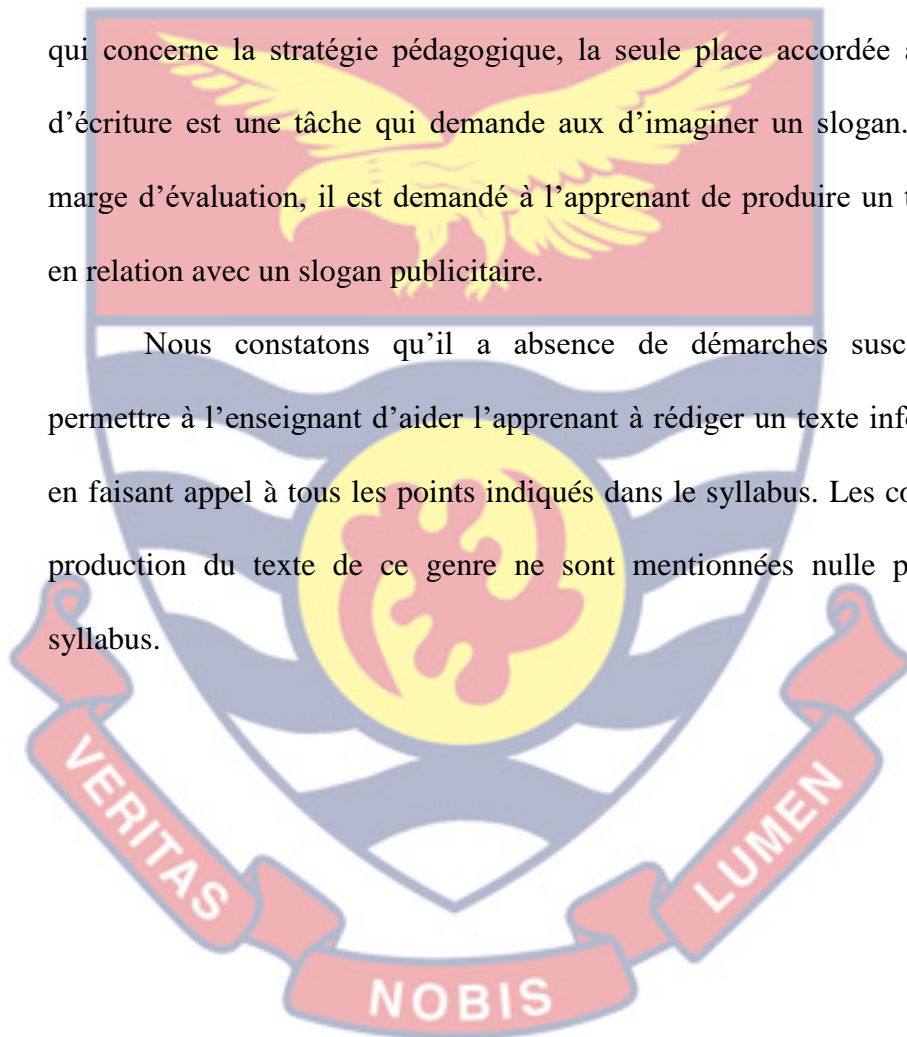 qui concerne la stratégie pédagogique, la seule place accordée
d’écriture est une tâche qui demande aux d’imaginer un slogan.
marge d’évaluation, il est demandé à l’apprenant de produire un
en relation avec un slogan publicitaire.
Nous constatons qu’il a absence de démarches
permettre à l’enseignant d’aider l’apprenant à rédiger un texte
en faisant appel à tous les points indiqués dans le syllabus. Les
production du texte de ce genre ne sont mentionnées nulle
syllabus.
VERITAS
NOBIS
LUMEN